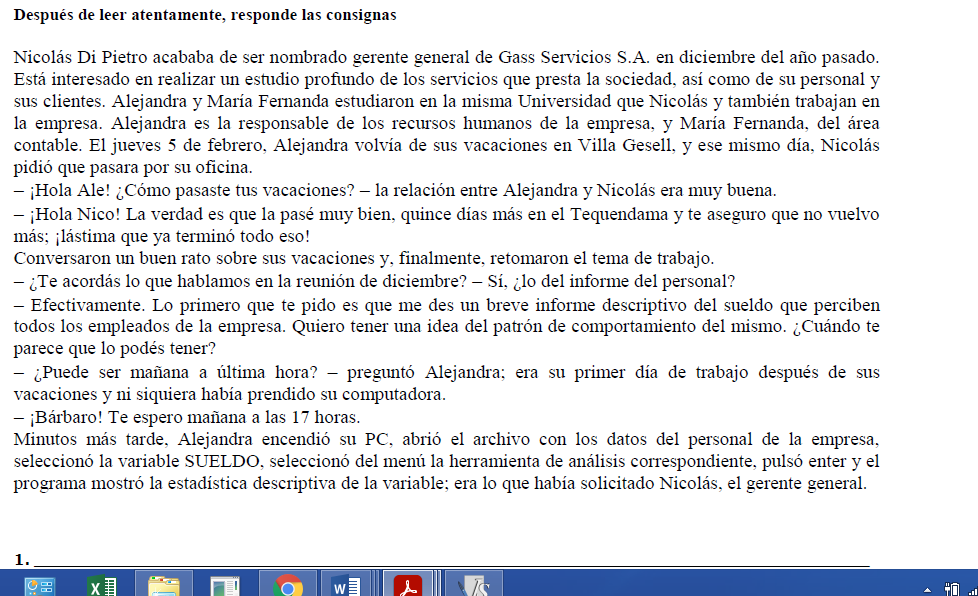 Después de leer atentamente, responde las consignas
Nicolás Di Pietro acababa de ser nombrado gerente general de Gass Servicios S.A. en diciembre del año pasado.
Está interesado en realizar un estudio profundo de los servicios que presta la sociedad, así como de su personal y
sus clientes. Alejandra y María Fernanda estudiaron en la misma Universidad que Nicolás y también trabajan en
la empresa. Alejandra es la responsable de los recursos humanos de la empresa, y María Fernanda, del área
contable. El jueves 5 de febrero, Alejandra volvía de sus vacaciones en Villa Gesell, y ese mismo día, Nicolás
pidió que pasara por su oficina.
– ¡Hola Ale! ¿Cómo pasaste tus vacaciones? – la relación entre Alejandra y Nicolás era muy buena.
– ¡Hola Nico! La verdad es que la pasé muy bien, quince días más en el Tequendama y te aseguro que no vuelvo
más; ¡lástima que ya terminó todo eso!
Conversaron un buen rato sobre sus vacaciones y, finalmente, retomaron el tema de trabajo.
– ¿Te acordás lo que hablamos en la reunión de diciembre? – Sí, ¿lo del informe del personal?
– Efectivamente. Lo primero que te pido es que me des un breve informe descriptivo del sueldo que perciben
todos los empleados de la empresa. Quiero tener una idea del patrón de comportamiento del mismo. ¿Cuándo te
parece que lo podés tener?
– ¿Puede ser mañana a última hora? – preguntó Alejandra; era su primer día de trabajo después de sus
vacaciones y ni siquiera había prendido su computadora.
– ¡Bárbaro! Te espero mañana a las 17 horas.
Minutos más tarde, Alejandra encendió su PC, abrió el archivo con los datos del personal de la empresa,
seleccionó la variable SUELDO, seleccionó del menú la herramienta de análisis correspondiente, pulsó enter y el
programa mostró la estadística descriptiva de la variable; era lo que había solicitado Nicolás, el gerente general.
1.